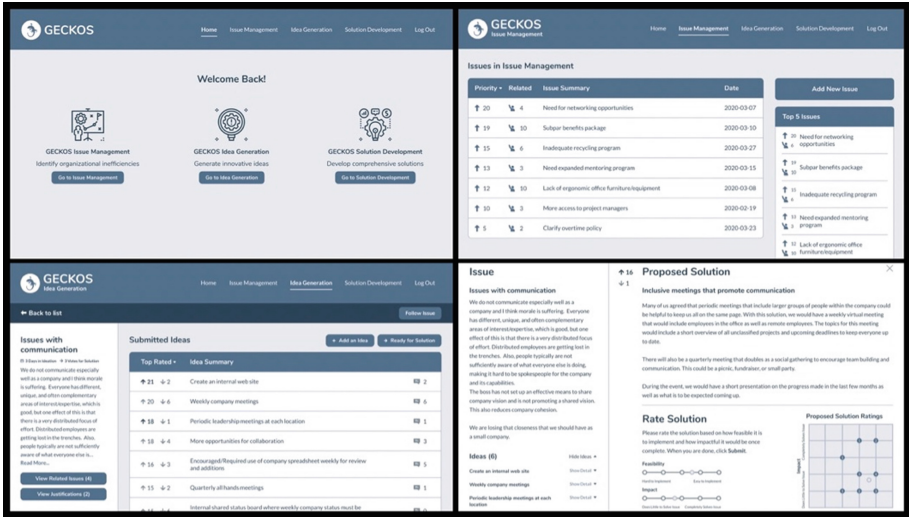 GECKOS
Home Issue Management Idea Generation Solution Development Log Out
Welcome Back!
GECKOS Issue Management
Identify organizational inefficiencies
Go to Issue Management
GECKOS Idea Generation
Generate innovative ideas
Go to Idea Generation
GECKOS Solution Development
Develop comprehensive solutions
Go to Solution Development
GECKOS
Issue Management
Home Issue Management Idea Generation Solution Development Log Out
Issues in Issue Management
Priority Related Issue Summary Date
20 4 Need for networking opportunities 2020-03-07
19 10 Subpar benefits package 2020-03-10
15 6 Inadequate recycling program 2020-03-27
13 3 Need expanded mentoring program 2020-03-15
12 10 Lack of ergonomic office furniture/equipment 2020-03-08
10 3 More access to project managers 2020-02-19
5 2 Clarify overtime policy 2020-03-23
Add New Issue
Top 5 Issues
20 Need for networking
4 opportunities
19
10 Subpar benefits package
15
6 Inadequate recycling program
13 Need expanded mentoring
3 program
12 Lack of ergonomic office
10 furniture/equipment
GECKOS
Idea Generation
Home Issue Management Idea Generation Solution Development Log Out
Back to list
Follow Issue
Issues with
communication
We do not communicate especially
well as a company and I think morale
is suffering. Everyone has different,
unique, and often complementary
areas of interest/expertise, which is
good, but one effect of this is that
there is a very distributed focus of
effort. Distributed employees are
getting lost in the trenches. Also,
people typically are not sufficiently
aware of what everyone else is...
Read More...
View Related Issues (4)
View Justifications (3)
Submitted Ideas
+ Add an Idea
Ready for Solution
Top Rated Idea Summary
21 2 Create an internal web site 2
20 6 Weekly company meetings 6
18 1 Periodic leadership meetings at each location 1
18 4 More opportunities for collaboration 3
16 3 Encouraged/Required use of company spreadsheet weekly for review
and additions 5
15 2 Quarterly all hands meetings 1
Internal shared status board where weekly company status must be
Issue
Issues with communication
We do not communicate especially well as a
company and I think morale is suffering. Everyone
has different, unique, and often complementary
areas of interest/expertise, which is good, but one
effect of this is that there is a very distributed focus
of effort. Distributed employees are getting lost in
the trenches. Also, people typically are not
sufficiently aware of what everyone else is doing,
making it hard to be spokespeople for the company
and its capabilities.
The boss has not set up an effective means to share
company vision and is not promoting a shared vision.
This also reduces company cohesion.
We are losing that closeness that we should have as
a small company.
Ideas (6) Hide Ideas
Create an internal web site Show Detail
Weekly company meetings Show Detail
Periodic leadership meetings at each
location Show Detail
16
1
Proposed Solution
Inclusive meetings that promote communication
Many of us agreed that periodic meetings that include larger groups of people within the company could
be helpful to keep us all on the same page. With this solution, we would have a weekly virtual meeting
that would include employees in the office as well as remote employees. The topics for this meeting
would include a short overview of all unclassified projects and upcoming deadlines to keep everyone up
to date.
There will also be a quarterly meeting that doubles as a social gathering to encourage team building and
communication. This could be a picnic, fundraiser, or small party.
During the event, we would have a short presentation on the progress made in the last few months as
well as what is to be expected coming up.
Rate Solution
Please rate the solution based on how feasible it is
to implement and how impactful it would be once
complete. When you are done, click Submit.
Feasibility
Hard to Implement Easy to Implement
Impact
Proposed Solution Ratings
Impact